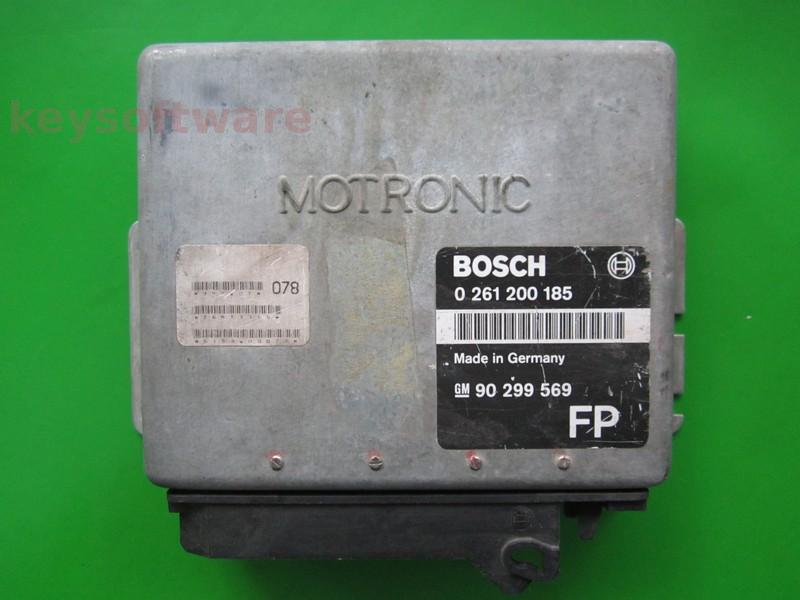 keysoftware
MOTRONIC
078
BOSCH
0 261 200 185
Made in Germany
GM 90 299 569
FP